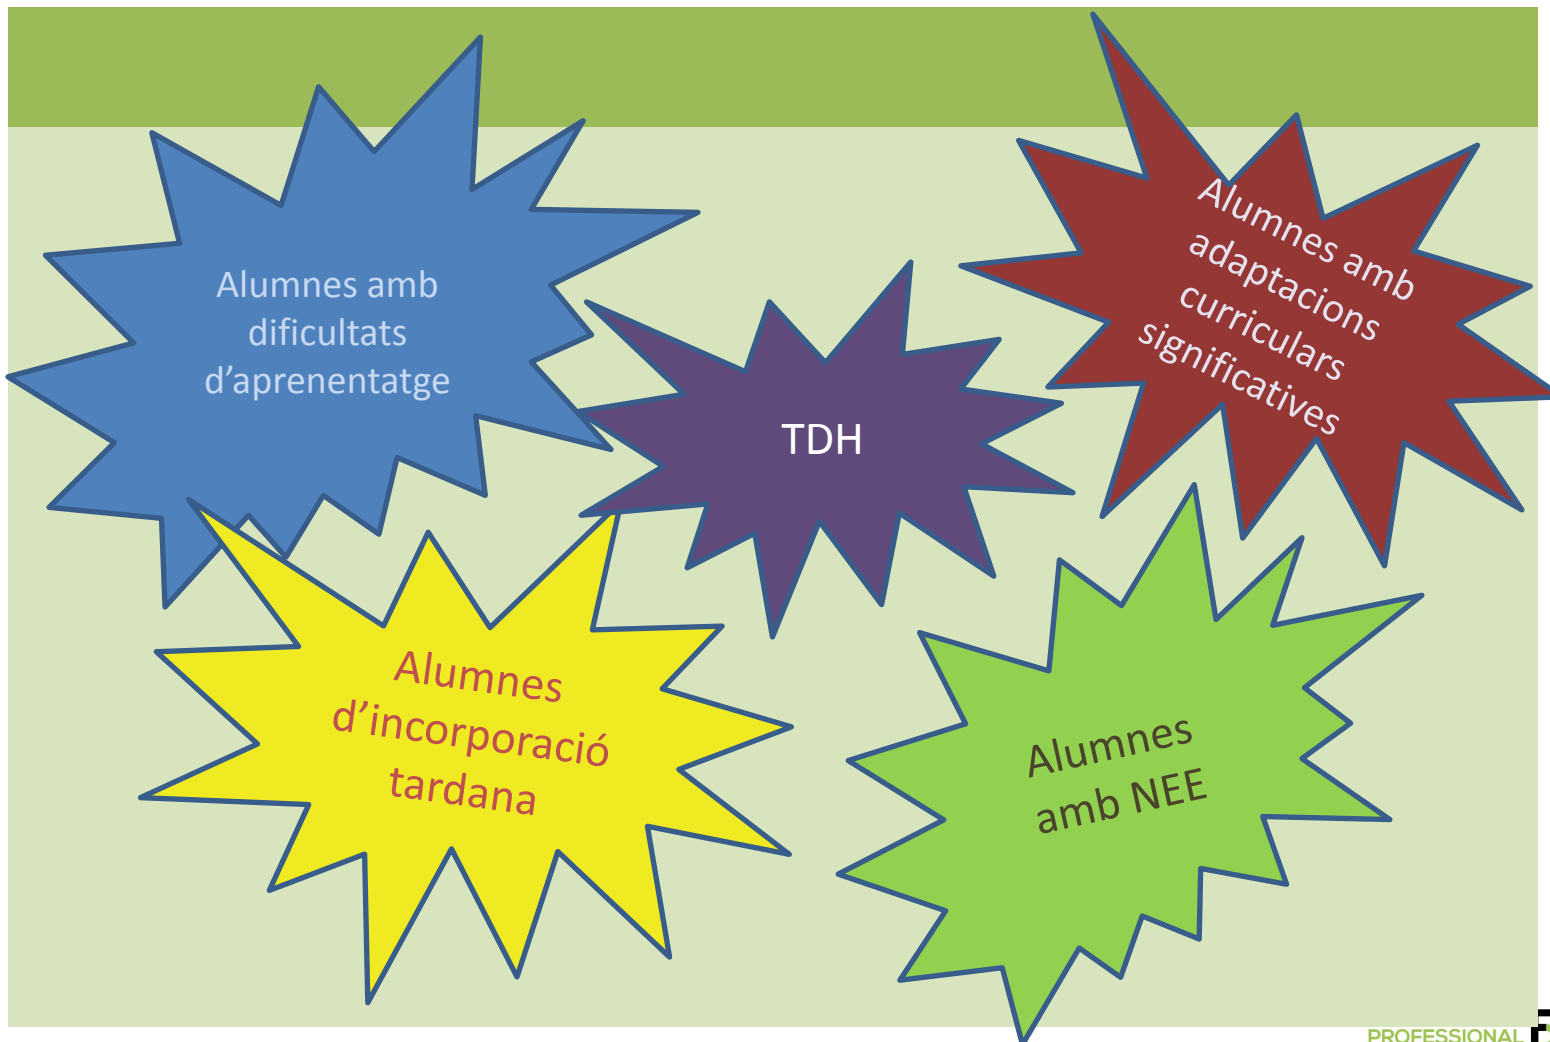 Alumnes amb
dificultats
d’aprenentatge
Alumnes amb
adaptacions
curriculars
significatives
TDH
Alumnes
d’incorporació
tardana
Alumnes
amb NEE
PROFESSIONAL